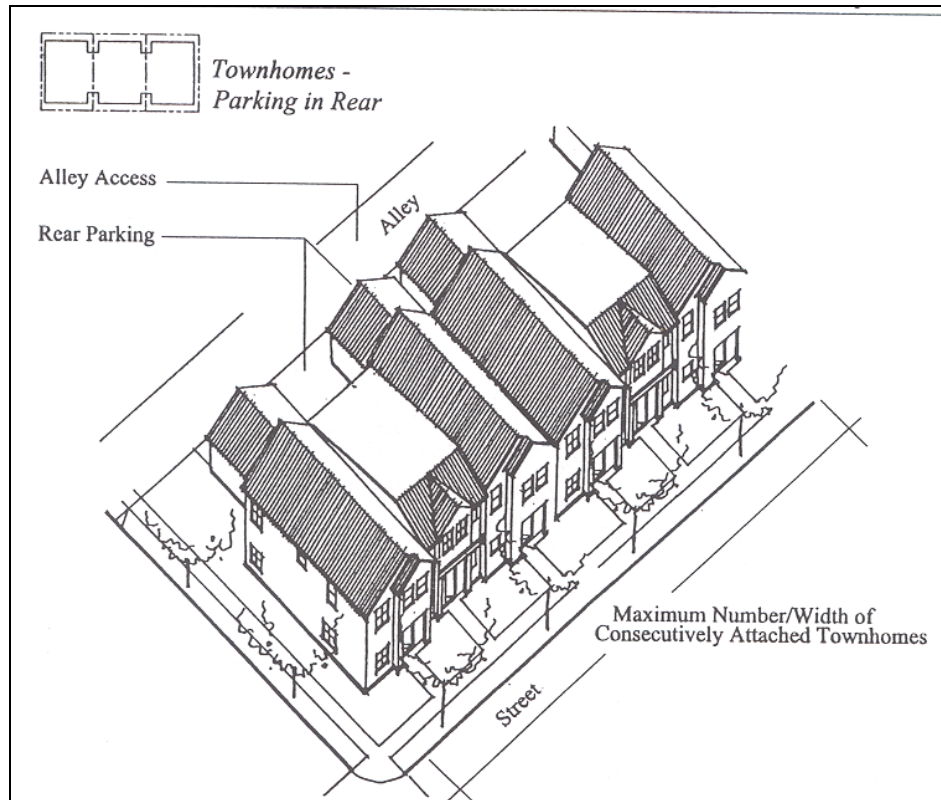 Townhomes -
Parking in Rear
Alley Access
Alley
Rear Parking
Maximum Number/Width of
Consecutively Attached Townhomes
Street